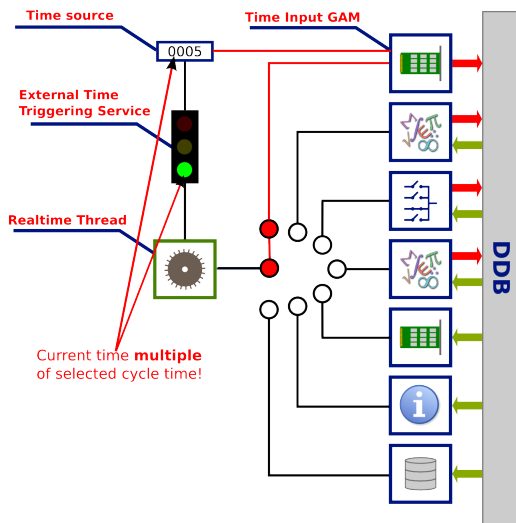 Time source
Time Input GAM
0005
External Time
Triggering Service
Realtime Thread
DDB
Current time multiple
of selected cycle time!